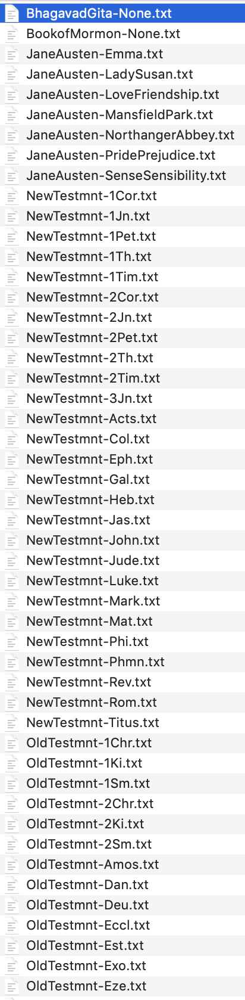 BhagavadGita-None.txt
BookofMormon-None.txt
JaneAusten-Emma.txt
JaneAusten-LadySusan.txt
JaneAusten-LoveFriendship.txt
JaneAusten-MansfieldPark.txt
JaneAusten-NorthangerAbbey.txt
JaneAusten-PridePrejudice.txt
JaneAusten-SenseSensibility.txt
NewTestmnt-1Cor.txt
NewTestmnt-1Jn.txt
NewTestmnt-1Pet.txt
NewTestmnt-1Th.txt
NewTestmnt-1Tim.txt
NewTestmnt-2Cor.txt
NewTestmnt-2Jn.txt
NewTestmnt-2Pet.txt
NewTestmnt-2Th.txt
NewTestmnt-2Tim.txt
NewTestmnt-3Jn.txt
NewTestmnt-Acts.txt
NewTestmnt-Col.txt
NewTestmnt-Eph.txt
NewTestmnt-Gal.txt
NewTestmnt-Heb.txt
NewTestmnt-Jas.txt
NewTestmnt-John.txt
NewTestmnt-Jude.txt
NewTestmnt-Luke.txt
NewTestmnt-Mark.txt
NewTestmnt-Mat.txt
NewTestmnt-Phi.txt
NewTestmnt-Phmn.txt
NewTestmnt-Rev.txt
NewTestmnt-Rom.txt
NewTestmnt-Titus.txt
OldTestmnt-1Chr.txt
OldTestmnt-1Ki.txt
OldTestmnt-1Sm.txt
OldTestmnt-2Chr.txt
OldTestmnt-2Ki.txt
OldTestmnt-2Sm.txt
OldTestmnt-Amos.txt
OldTestmnt-Dan.txt
OldTestmnt-Deu.txt
OldTestmnt-Eccl.txt
OldTestmnt-Est.txt
OldTestmnt-Exo.txt
OldTestmnt-Eze.txt